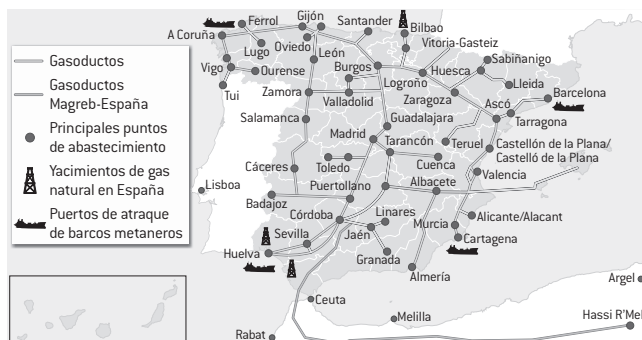 Gasoductos
Gasoductos
Magreb-España
Principales puntos
de abastecimiento
Yacimientos de gas
natural en España
Puertos de atraque
de barcos metaneros
Ferrol
Gijón
Santander
Bilbao
A Coruña
Oviedo
Vitoria-Gasteiz
Lugo
León
Sabiñanigo
Burgos
Huesca
Vigo
Ourense
Logroño
Lleida
Barcelona
Tui
Zamora
Valladolid
Zaragoza
Ascó
Tarragona
Salamanca
Guadalajara
Madrid
Tarancón
Teruel
Castellón de la Plana/
Castelló de la Plana
Cáceres
Toledo
Cuenca
Valencia
Lisboa
Puertollano
Albacete
Badajoz
Córdoba
Linares
Alicante/Alacant
Sevilla
Jaén
Murcia
Cartagena
Huelva
Granada
Almería
Argel
Ceuta
Melilla
Hassi R'Mel
Rabat